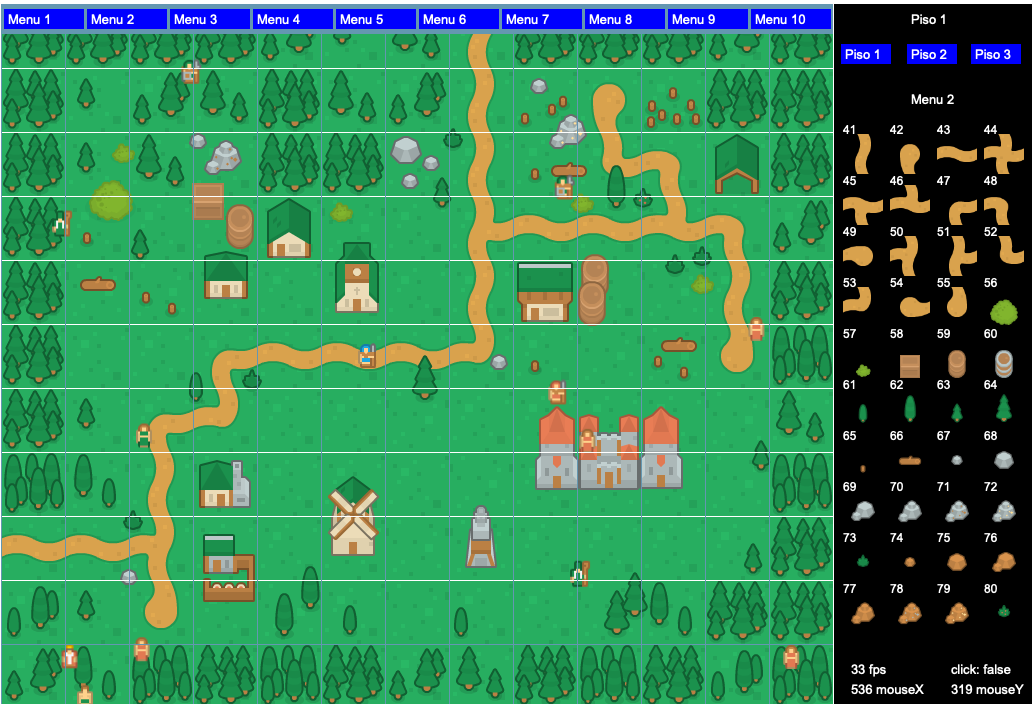 Menu 1 Menu 2 Menu 3 Menu 4 Menu 5 Menu 6 Menu 7 Menu 8 Menu 9 Menu 10
Piso 1
Piso 1 Piso 2 Piso 3
Menu 2
41 42 43 44
45 46 47 48
49 50 51 52
53 54 55 56
57 58 59 60
61 62 63 64
65 66 67 68
69 70 71 72
73 74 75 76
77 78 79 80
33 fps click: false
536 mouseX 319 mouseY